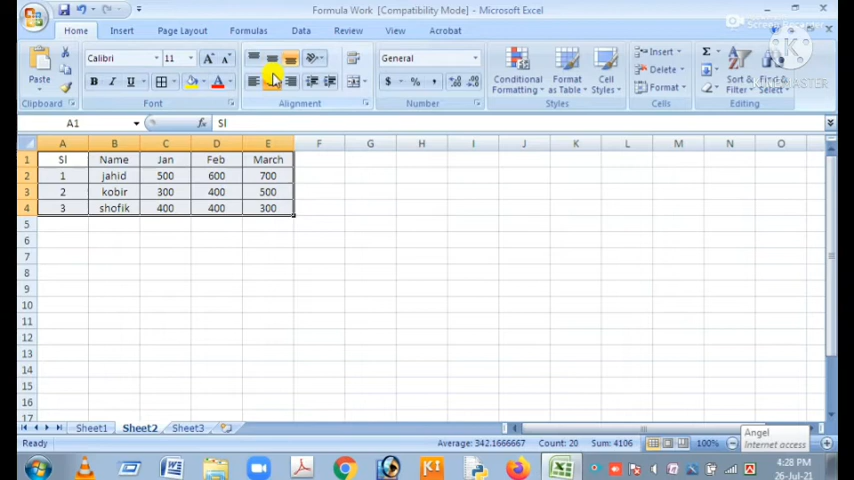 Formula Work [Compatibility Mode] - Microsoft Excel
Home Insert Page Layout Formulas Data Review View Acrobat
Paste
Calibri 11 A A
B I U A
General
$ % ,
Conditional Formatting
Format as Table
Cell Styles
Insert
Delete
Format
Σ
Sort & Filter
Find & Select
Clipboard Font Alignment Number Styles Cells Editing
A1 fx Sl
A B C D E F G H I J K L M N O
1 Sl Name Jan Feb March
2 1 jahid 500 600 700
3 2 kobir 300 400 500
4 3 shofik 400 400 300
5
6
7
8
9
10
11
12
13
14
15
16
17
Sheet1 Sheet2 Sheet3
Ready Average: 342.1666667 Count: 20 Sum: 4106 100%
Angel
Internet access
4:28 PM
26-Jul-21